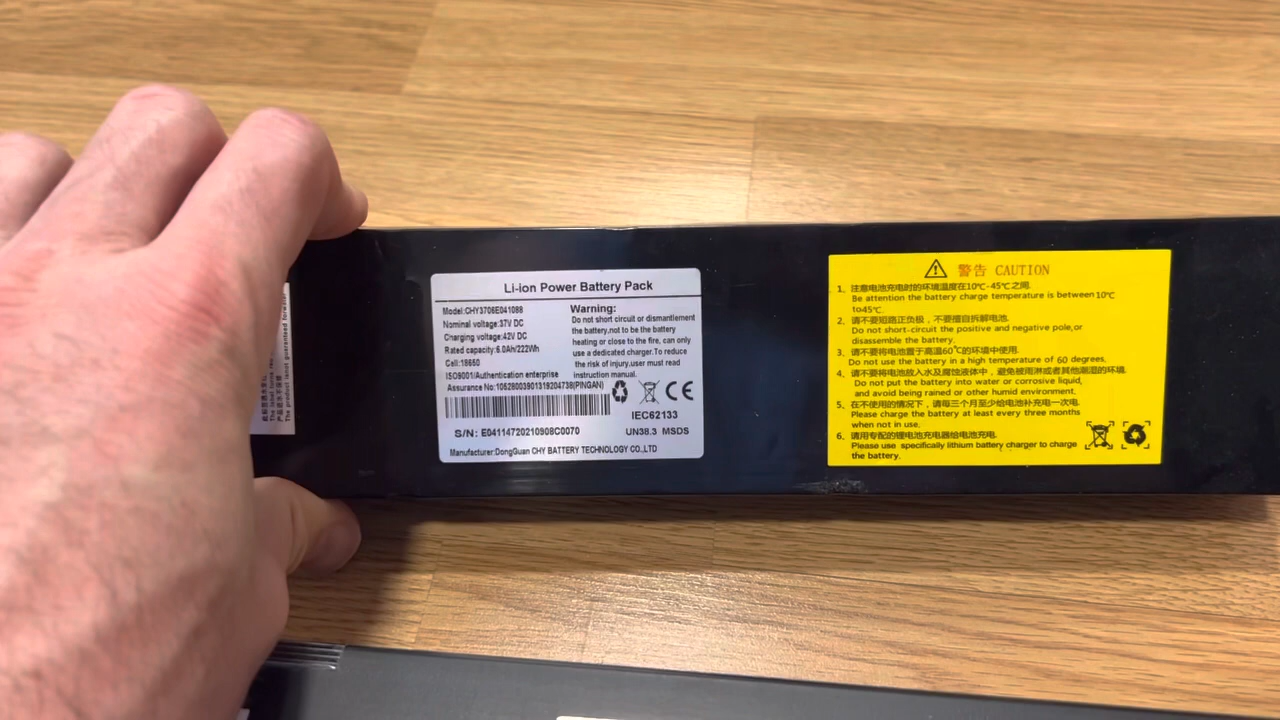 Li-ion Power Battery Pack
Model:CHY3706E041088
Nominal voltage:37V DC
Charging voltage:42V DC
Rated capacity:6.0Ah/222Wh
Cell:18650
ISO9001/Authentication enterprise
Assurance No:10528003901319204738(PINGAN)
Warning:
Do not short circuit or dismantlement
the battery,not to be the battery
heating or close to the fire, can only
use a dedicated charger.To reduce
the risk of injury,user must read
instruction manual.
CE
IEC62133
S/N: E04114720210908C0070
UN38.3 MSDS
Manufacturer:DongGuan CHY BATTERY TECHNOLOGY CO.,LTD
The product isnot guaranteed
警告 CAUTION
1、注意电池充电时的环境温度在10℃-45℃之间.
Be attention the battery charge temperature is between 10℃
to45℃.
2、请不要短路正负极，不要擅自拆解电池.
Do not short-circuit the positive and negative pole,or
disassemble the battery.
3、请不要将电池置于高温60℃的环境中使用.
Do not use the battery in a high temperature of 60 degrees.
4、请不要将电池放入水及腐蚀液体中，避免被雨淋或者其他潮湿的环境.
Do not put the battery into water or corrosive liquid,
and avoid being rained or other humid environment.
5、在不使用的情况下，请每三个月至少给电池补充电一次电.
Please charge the battery at least every three months
when not in use.
6、请用专配的锂电池充电器给电池充电.
Please use specifically lithium battery charger to charge
the battery.